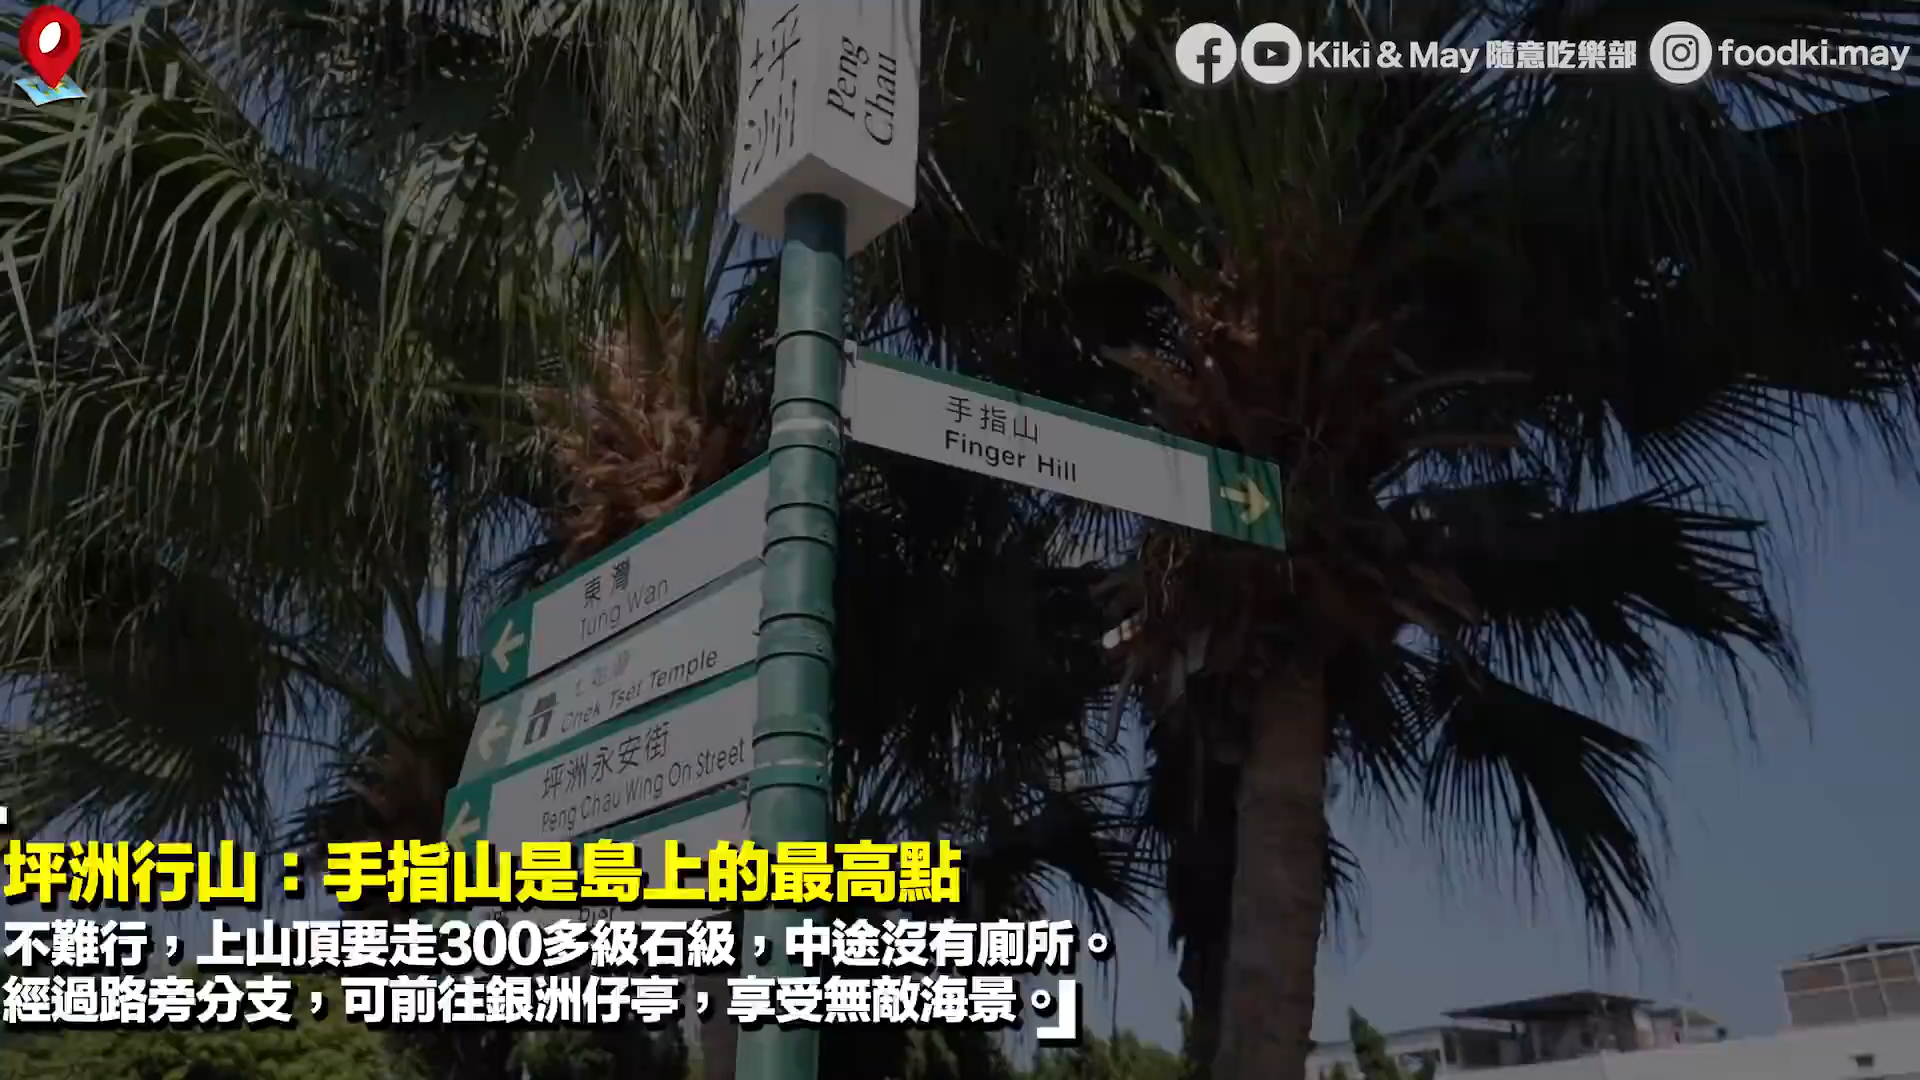 Kiki & May 隨意吃樂部
foodki.may
坪洲
Peng
Chau
手指山
Finger Hill
東灣
Tung Wan
Temple
坪洲永安街
Peng Chau Wing On Street
Pier
坪洲行山：手指山是島上的最高點
不難行，上山頂要走300多級石級，中途沒有廁所。
經過路旁分支，可前往銀洲仔亭，享受無敵海景。」